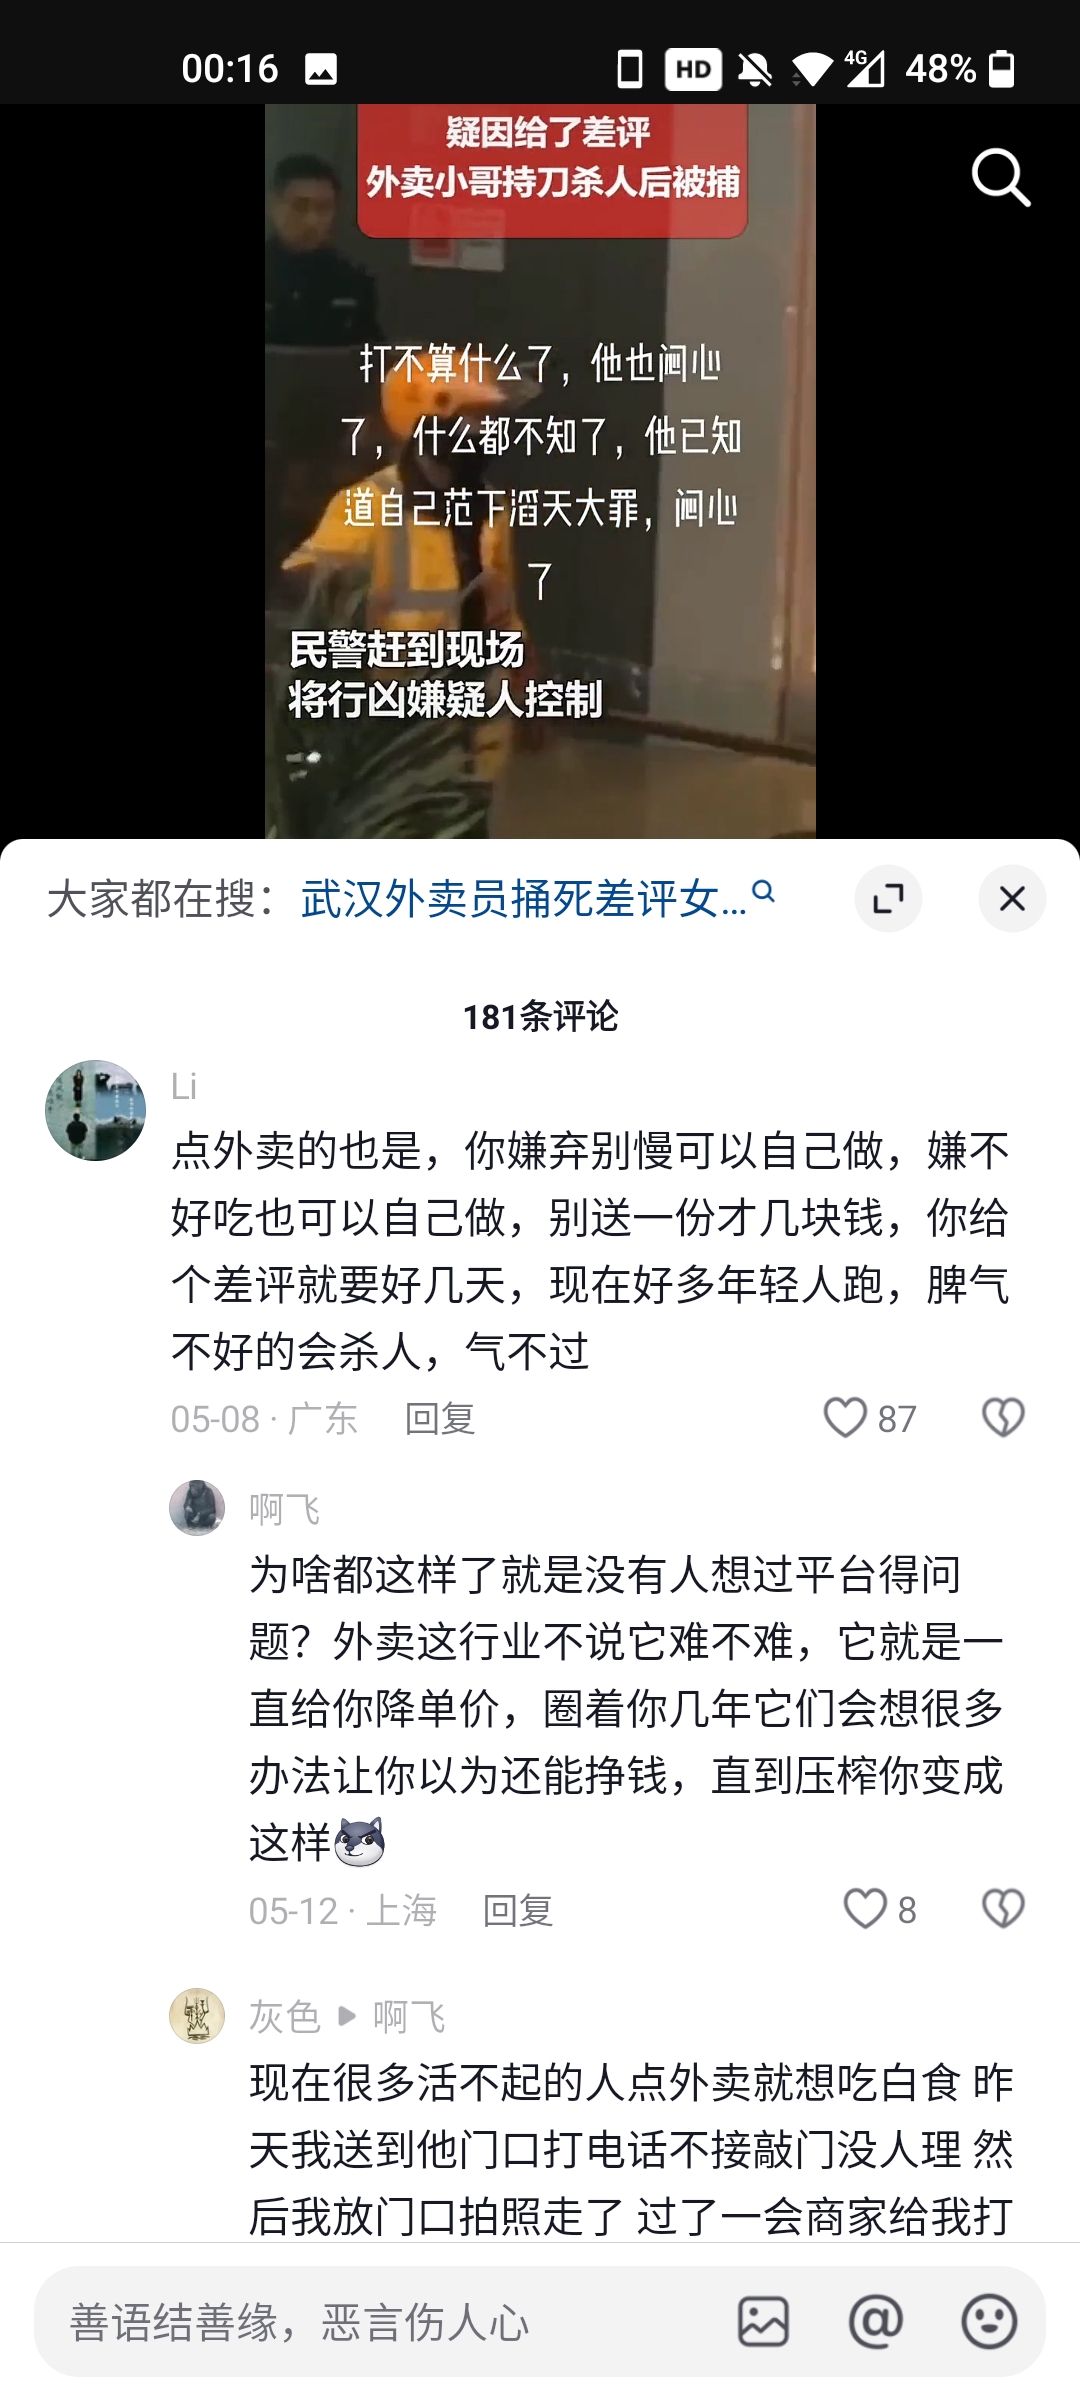 00:16
HD
4G
48%
疑因给了差评
外卖小哥持刀杀人后被捕
打不算什么了，他也闷心
了，什么都不知了，他已知
道自己范下滔天大罪，闷心
了
民警赶到现场
将行凶嫌疑人控制
大家都在搜：武汉外卖员捅死差评女...
181条评论
Li
点外卖的也是，你嫌弃别慢可以自己做，嫌不
好吃也可以自己做，别送一份才几块钱，你给
个差评就要好几天，现在好多年轻人跑，脾气
不好的会杀人，气不过
05-08 · 广东 回复 87
啊飞
为啥都这样了就是没有人想过平台得问
题？外卖这行业不说它难不难，它就是一
直给你降单价，圈着你几年它们会想很多
办法让你以为还能挣钱，直到压榨你变成
这样
05-12 · 上海 回复 8
灰色 ▶ 啊飞
现在很多活不起的人点外卖就想吃白食 昨
天我送到他门口打电话不接敲门没人理 然
后我放门口拍照走了 过了一会商家给我打
善语结善缘，恶言伤人心